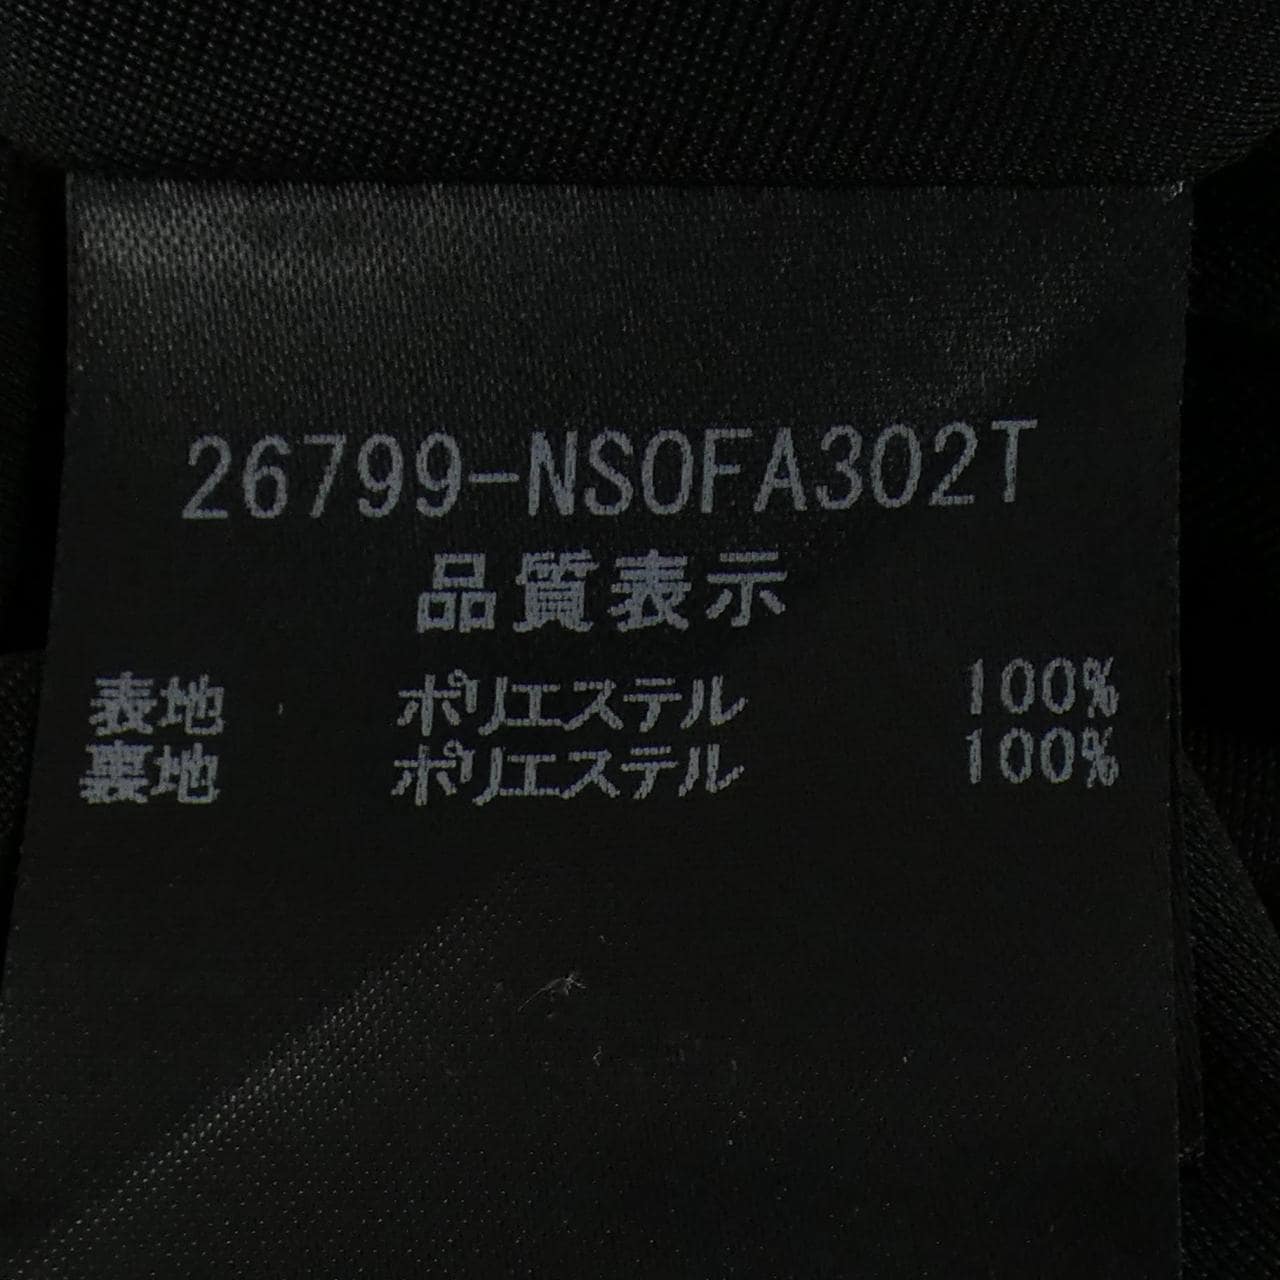 26799-NSOFA302T
品質表示
表地 ポリエステル 100%
裏地 ポリエステル 100%